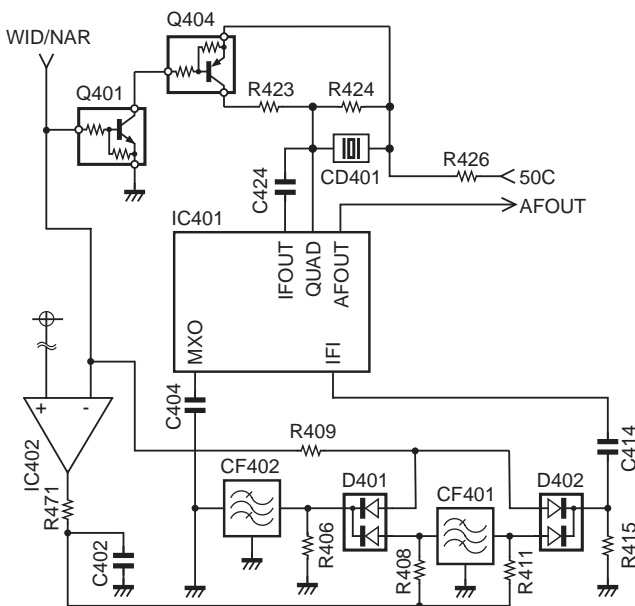 Q404
WID/NAR
Q401
R423
R424
CD401
R426
50C
C424
AFOUT
IC401
IFOUT
QUAD
AFOUT
MXO
IFI
+
-
IC402
C404
C414
R409
R471
CF402
D401
CF401
D402
C402
R406
R408
R411
R415